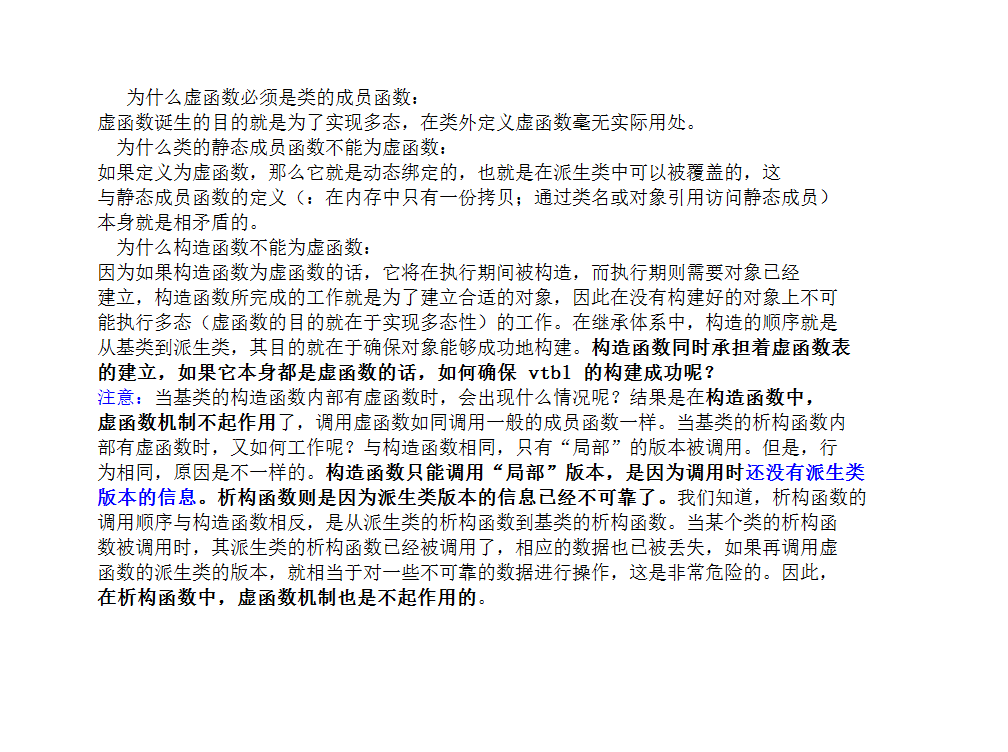 为什么虚函数必须是类的成员函数：
虚函数诞生的目的就是为了实现多态，在类外定义虚函数毫无实际用处。
为什么类的静态成员函数不能为虚函数：
如果定义为虚函数，那么它就是动态绑定的，也就是在派生类中可以被覆盖的，这
与静态成员函数的定义（：在内存中只有一份拷贝；通过类名或对象引用访问静态成员）
本身就是相矛盾的。
为什么构造函数不能为虚函数：
因为如果构造函数为虚函数的话，它将在执行期间被构造，而执行期则需要对象已经
建立，构造函数所完成的工作就是为了建立合适的对象，因此在没有构建好的对象上不可
能执行多态（虚函数的目的就在于实现多态性）的工作。在继承体系中，构造的顺序就是
从基类到派生类，其目的就在于确保对象能够成功地构建。构造函数同时承担着虚函数表
的建立，如果它本身都是虚函数的话，如何确保 vtbl 的构建成功呢？
注意：当基类的构造函数内部有虚函数时，会出现什么情况呢？结果是在构造函数中，
虚函数机制不起作用了，调用虚函数如同调用一般的成员函数一样。当基类的析构函数内
部有虚函数时，又如何工作呢？与构造函数相同，只有“局部”的版本被调用。但是，行
为相同，原因是不一样的。构造函数只能调用“局部”版本，是因为调用时还没有派生类
版本的信息。析构函数则是因为派生类版本的信息已经不可靠了。我们知道，析构函数的
调用顺序与构造函数相反，是从派生类的析构函数到基类的析构函数。当某个类的析构函
数被调用时，其派生类的析构函数已经被调用了，相应的数据也已被丢失，如果再调用虚
函数的派生类的版本，就相当于对一些不可靠的数据进行操作，这是非常危险的。因此，
在析构函数中，虚函数机制也是不起作用的。